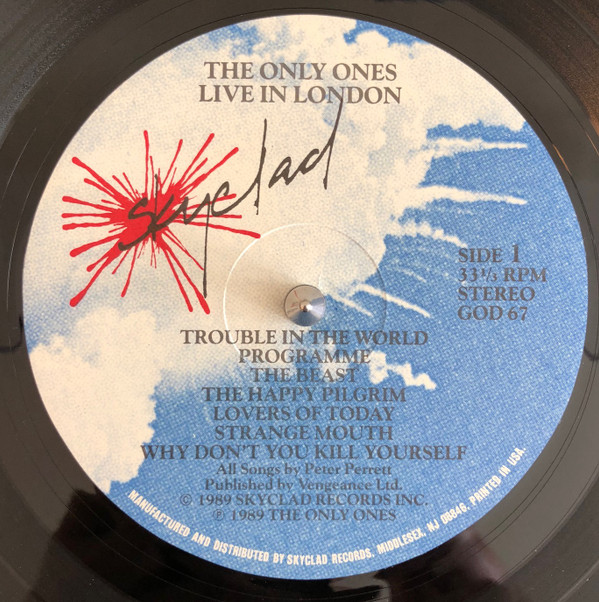 THE ONLY ONES
LIVE IN LONDON
skyclad
SIDE 1
33⅓ RPM
STEREO
GOD 67
TROUBLE IN THE WORLD
PROGRAMME
THE BEAST
THE HAPPY PILGRIM
LOVERS OF TODAY
STRANGE MOUTH
WHY DON'T YOU KILL YOURSELF
All Songs by Peter Perrett
Published by Vengeance Ltd.
© 1989 SKYCLAD RECORDS INC.
℗ 1989 THE ONLY ONES
MANUFACTURED AND DISTRIBUTED BY SKYCLAD RECORDS, MIDDLESEX, NJ 08846. PRINTED IN USA.